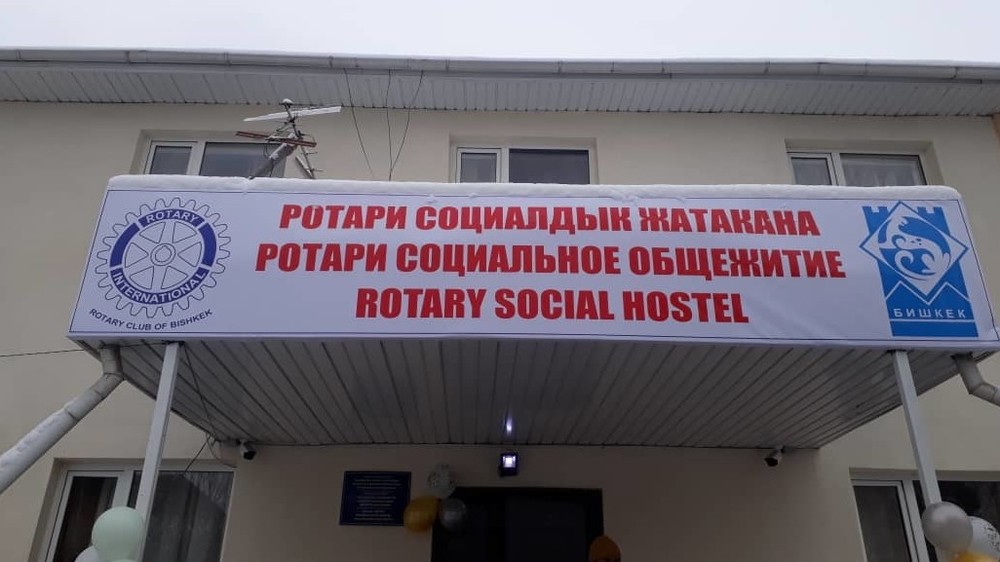 ROTARY
INTERNATIONAL
ROTARY CLUB OF BISHKEK
РОТАРИ СОЦИАЛДЫК ЖАТАКАНА
РОТАРИ СОЦИАЛЬНОЕ ОБЩЕЖИТИЕ
ROTARY SOCIAL HOSTEL
БИШКЕК